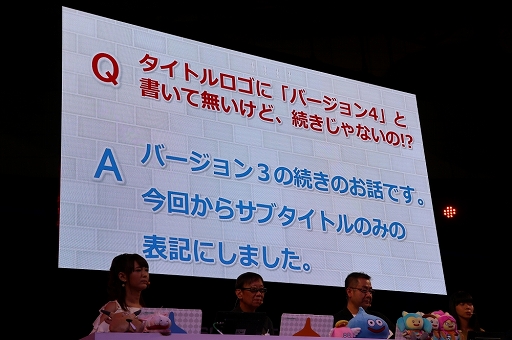 Q タイトルロゴに「バージョン4」と
書いて無いけど、続きじゃないの!?
A バージョン３の続きのお話です。
今回からサブタイトルのみの
表記にしました。